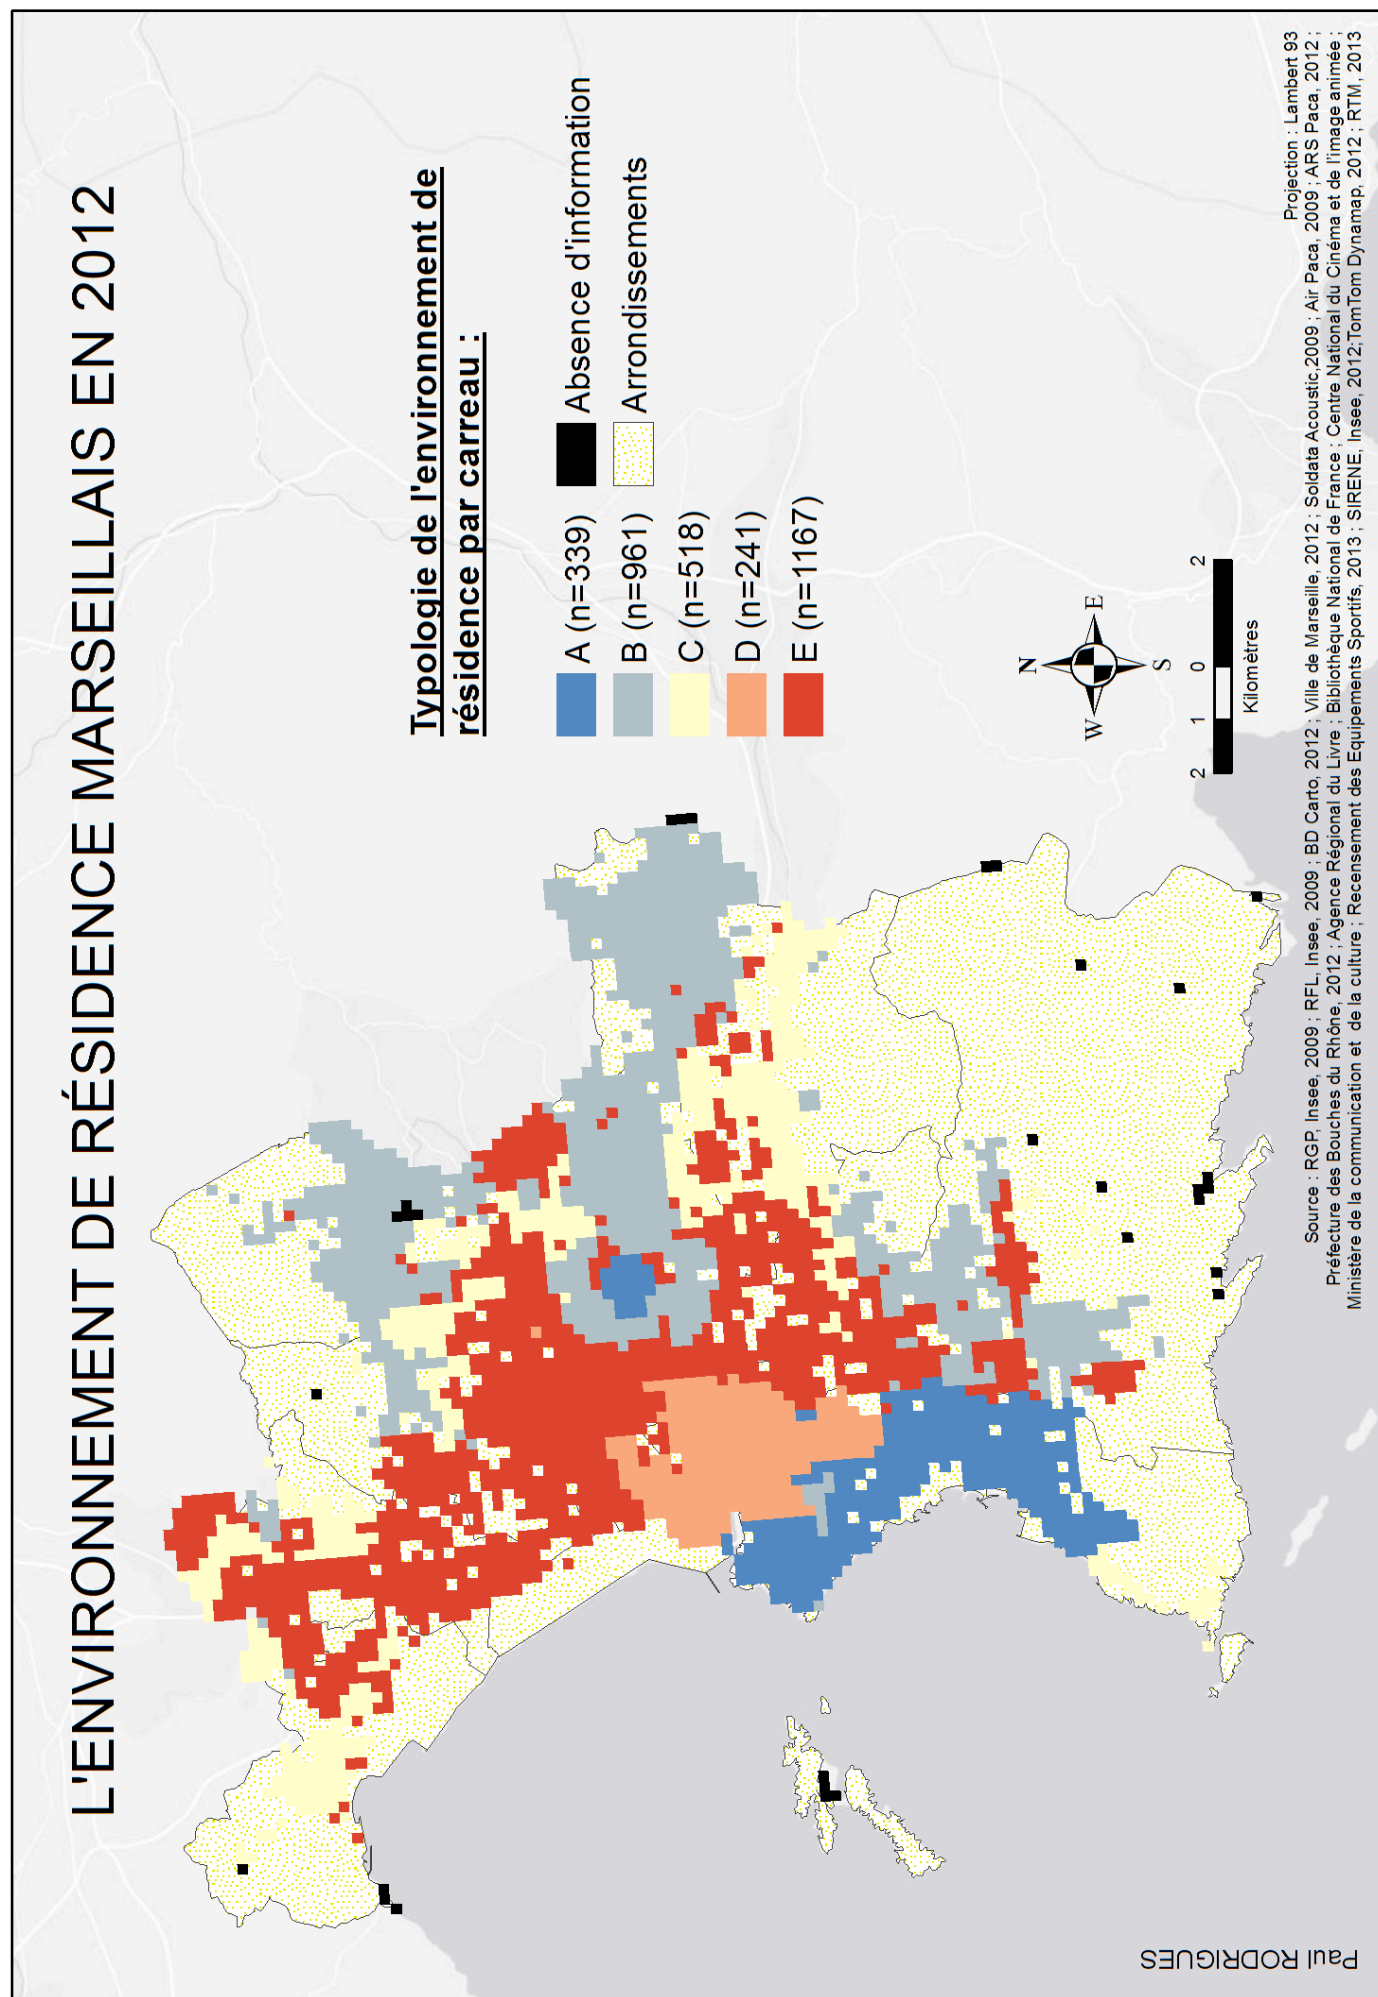 L'ENVIRONNEMENT DE RÉSIDENCE MARSEILLAIS EN 2012
Typologie de l'environnement de
résidence par carreau :
A (n=339)
B (n=961)
C (n=518)
D (n=241)
E (n=1167)
Absence d'information
Arrondissements
N
W
E
S
2 1 0 2
Kilomètres
Projection : Lambert 93
Source : RGP, Insee, 2009 ; RFL, Insee, 2009 ; BD Carto, 2012 ; Ville de Marseille, 2012 ; Soldata Acoustic,2009 ; Air Paca, 2009 ; ARS Paca, 2012 ;
Préfecture des Bouches du Rhône, 2012 ; Agence Régional du Livre ; Bibliothèque National de France ; Centre National du Cinéma et de l'image animée ;
Ministère de la communication et de la culture ; Recensement des Equipements Sportifs, 2013 ; SIRENE, Insee, 2012;TomTom Dynamap, 2012 ; RTM, 2013
Paul RODRIGUES